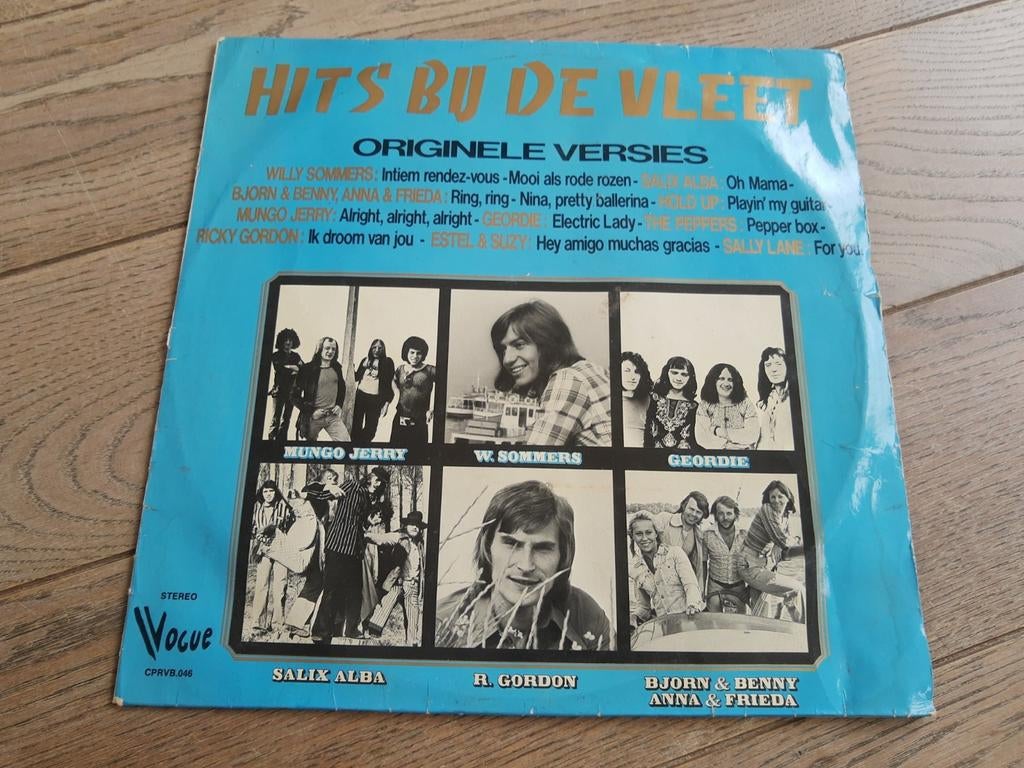 HITS BIJ DE VLEET
ORIGINELE VERSIES
WILLY SOMMERS: Intiem rendez-vous - Mooi als rode rozen - SALIX ALBA: Oh Mama -
BJORN & BENNY, ANNA & FRIEDA: Ring, ring - Nina, pretty ballerina - HOLD UP: Playin' my guitar -
MUNGO JERRY: Alright, alright, alright - GEORDIE: Electric Lady - THE PEPPERS: Pepper box -
RICKY GORDON: Ik droom van jou - ESTEL & SUZY: Hey amigo muchas gracias - SALLY LANE: For you
MUNGO JERRY
W. SOMMERS
GEORDIE
SALIX ALBA
R. GORDON
BJORN & BENNY
ANNA & FRIEDA
STEREO
VOGUE
CPRVB.046